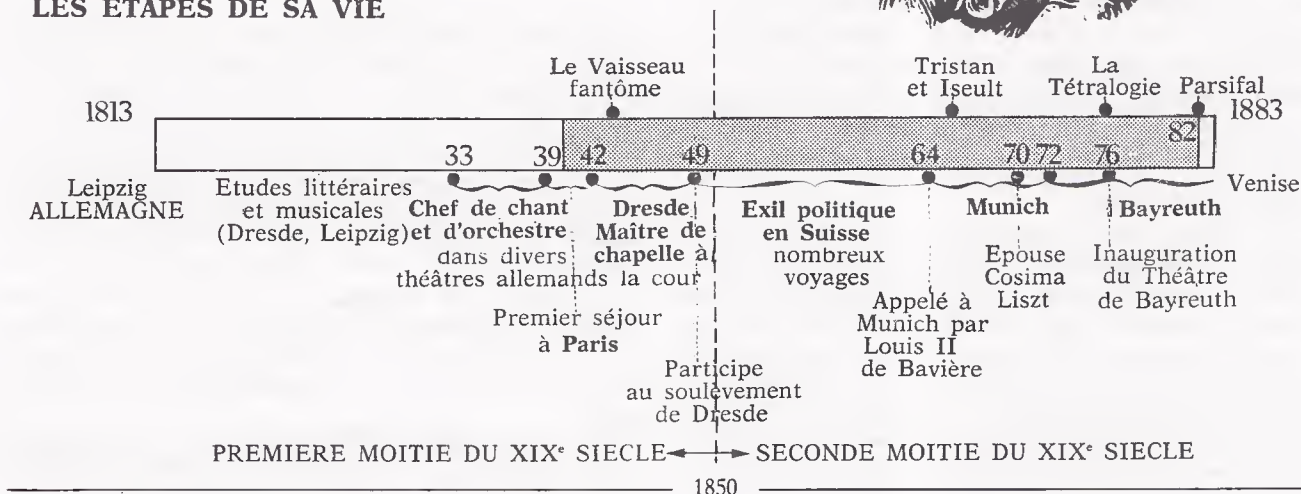 LES ETAPES DE SA VIE
Le Vaisseau
fantôme
Tristan
et Iseult
La
Tétralogie
Parsifal
1813
1883
33 39 42 49 64 70 72 76 82
Leipzig
ALLEMAGNE
Etudes littéraires
et musicales
(Dresde, Leipzig)
Chef de chant
et d'orchestre
dans divers
théâtres allemands
Dresde
Maître de
chapelle à
la cour
Exil politique
en Suisse
nombreux
voyages
Munich
Bayreuth
Venise
Premier séjour
à Paris
Participe
au soulèvement
de Dresde
Appelé à
Munich par
Louis II
de Bavière
Epouse
Cosima
Liszt
Inauguration
du Théâtre
de Bayreuth
PREMIERE MOITIE DU XIXe SIECLE
SECONDE MOITIE DU XIXe SIECLE
1850